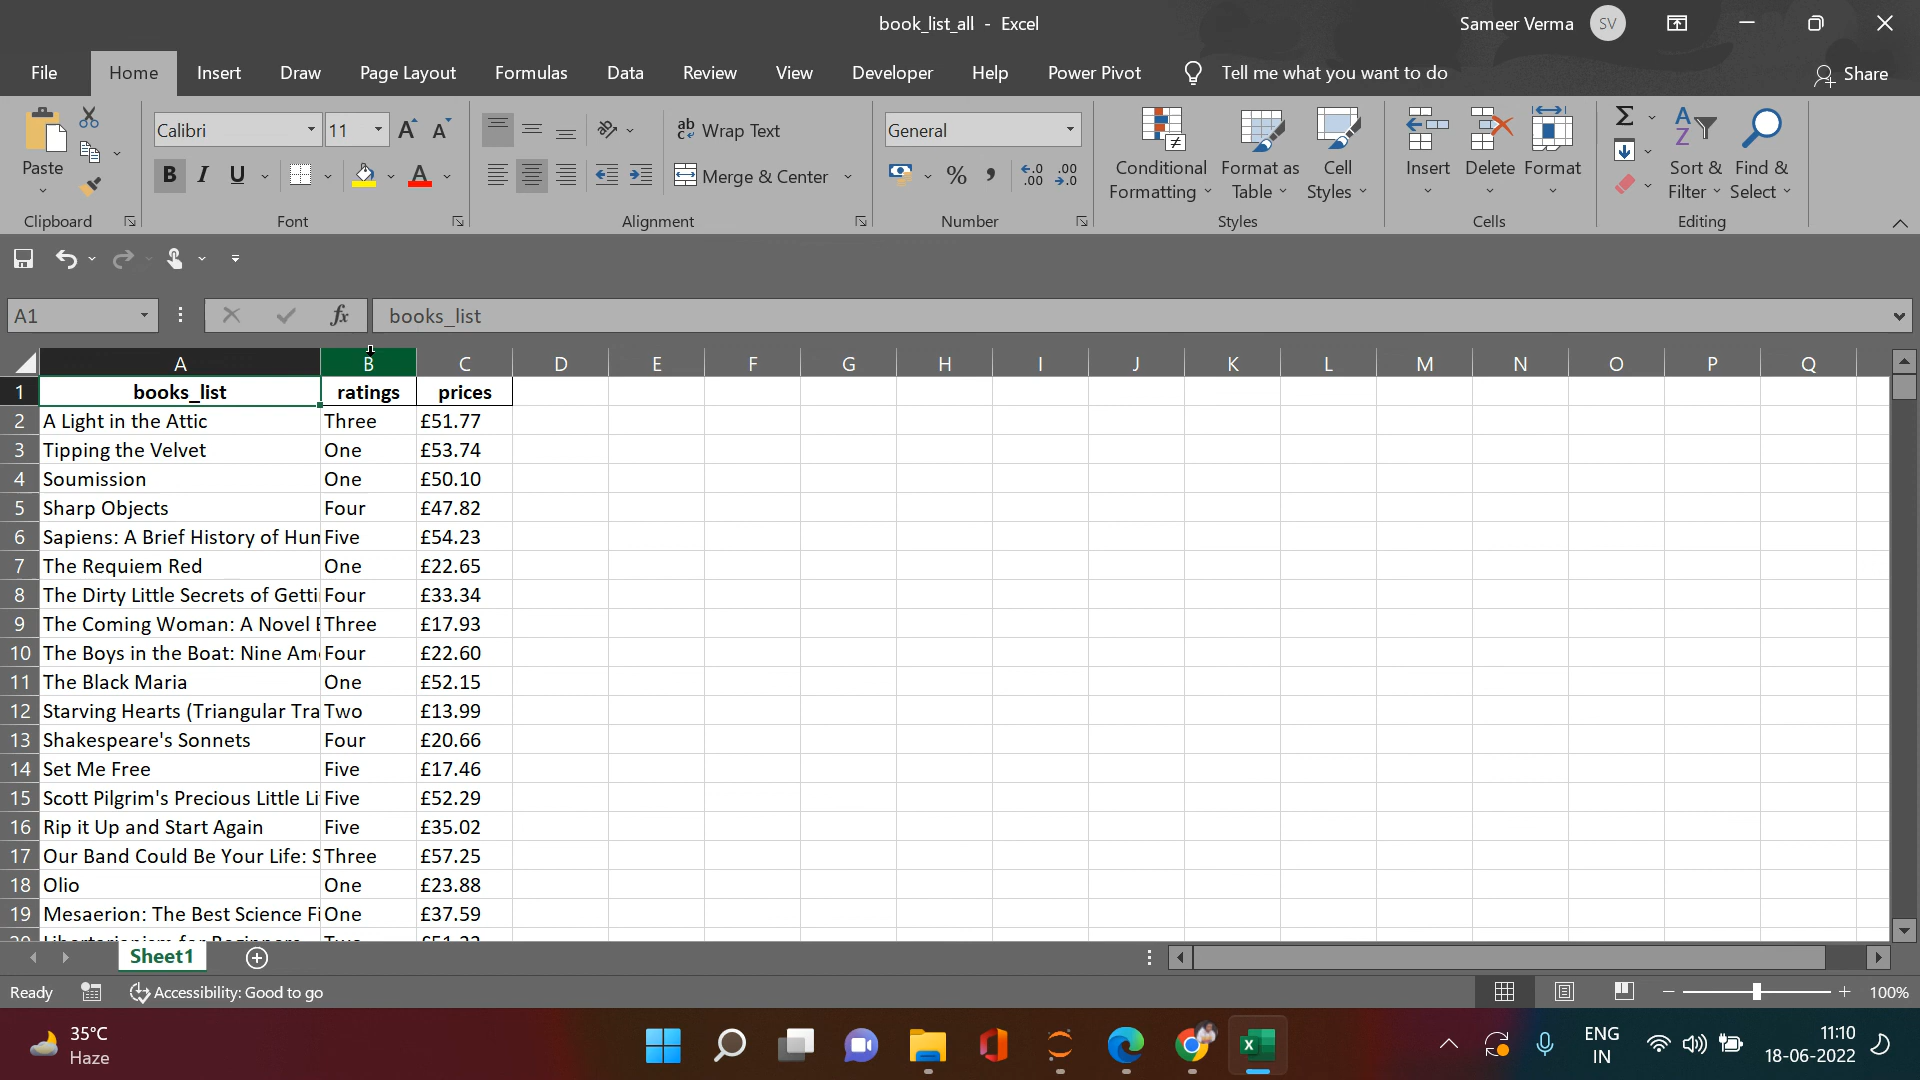 book_list_all - Excel
Sameer Verma SV
File Home Insert Draw Page Layout Formulas Data Review View Developer Help Power Pivot Tell me what you want to do Share
Calibri 11 ab Wrap Text General
Paste B I U A Merge & Center % Conditional Formatting Format as Table Cell Styles Insert Delete Format Sort & Filter Find & Select
Clipboard Font Alignment Number Styles Cells Editing
A1 fx books_list
A B C D E F G H I J K L M N O P Q
1 books_list ratings prices
2 A Light in the Attic Three £51.77
3 Tipping the Velvet One £53.74
4 Soumission One £50.10
5 Sharp Objects Four £47.82
6 Sapiens: A Brief History of Hum Five £54.23
7 The Requiem Red One £22.65
8 The Dirty Little Secrets of Getti Four £33.34
9 The Coming Woman: A Novel Three £17.93
10 The Boys in the Boat: Nine Am Four £22.60
11 The Black Maria One £52.15
12 Starving Hearts (Triangular Tra Two £13.99
13 Shakespeare's Sonnets Four £20.66
14 Set Me Free Five £17.46
15 Scott Pilgrim's Precious Little Li Five £52.29
16 Rip it Up and Start Again Five £35.02
17 Our Band Could Be Your Life: S Three £57.25
18 Olio One £23.88
19 Mesaerion: The Best Science Fi One £37.59
Sheet1
Ready Accessibility: Good to go 100%
35°C
Haze
ENG
IN
11:10
18-06-2022